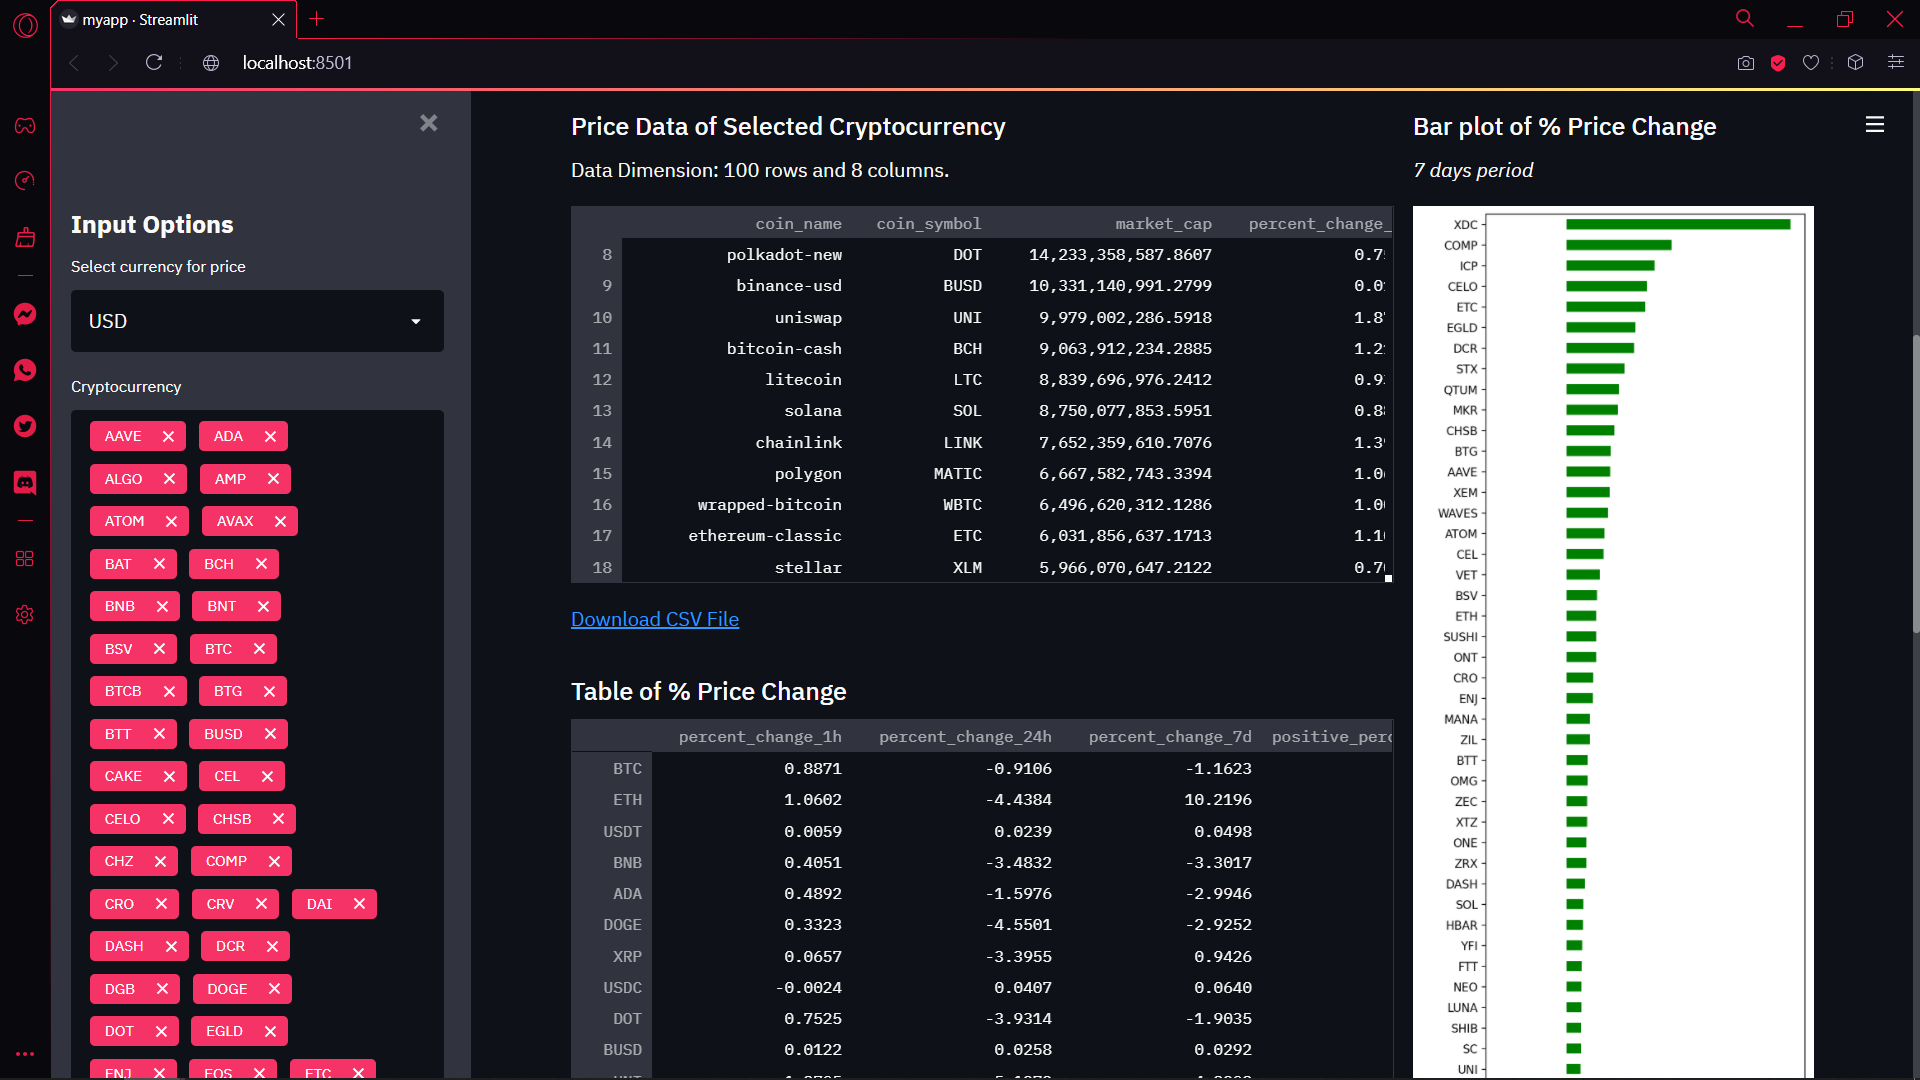 myapp · Streamlit
localhost:8501
Input Options
Select currency for price
USD
Cryptocurrency
AAVE ADA
ALGO AMP
ATOM AVAX
BAT BCH
BNB BNT
BSV BTC
BTCB BTG
BTT BUSD
CAKE CEL
CELO CHSB
CHZ COMP
CRO CRV DAI
DASH DCR
DGB DOGE
DOT EGLD
ENJ EOS ETC
Price Data of Selected Cryptocurrency
Data Dimension: 100 rows and 8 columns.
coin_name coin_symbol market_cap percent_change_
8 polkadot-new DOT 14,233,358,587.8607 0.7
9 binance-usd BUSD 10,331,140,991.2799 0.0
10 uniswap UNI 9,979,002,286.5918 1.8
11 bitcoin-cash BCH 9,063,912,234.2885 1.2
12 litecoin LTC 8,839,696,976.2412 0.9
13 solana SOL 8,750,077,853.5951 0.8
14 chainlink LINK 7,652,359,610.7076 1.3
15 polygon MATIC 6,667,582,743.3394 1.0
16 wrapped-bitcoin WBTC 6,496,620,312.1286 1.0
17 ethereum-classic ETC 6,031,856,637.1713 1.1
18 stellar XLM 5,966,070,647.2122 0.7
Download CSV File
Table of % Price Change
percent_change_1h percent_change_24h percent_change_7d positive_perc
BTC 0.8871 -0.9106 -1.1623
ETH 1.0602 -4.4384 10.2196
USDT 0.0059 0.0239 0.0498
BNB 0.4051 -3.4832 -3.3017
ADA 0.4892 -1.5976 -2.9946
DOGE 0.3323 -4.5501 -2.9252
XRP 0.0657 -3.3955 0.9426
USDC -0.0024 0.0407 0.0640
DOT 0.7525 -3.9314 -1.9035
BUSD 0.0122 0.0258 0.0292
Bar plot of % Price Change
7 days period
XDC
COMP
ICP
CELO
ETC
EGLD
DCR
STX
QTUM
MKR
CHSB
BTG
AAVE
XEM
WAVES
ATOM
CEL
VET
BSV
ETH
SUSHI
ONT
CRO
ENJ
MANA
ZIL
BTT
OMG
ZEC
XTZ
ONE
ZRX
DASH
SOL
HBAR
YFI
FTT
NEO
LUNA
SHIB
SC
UNI